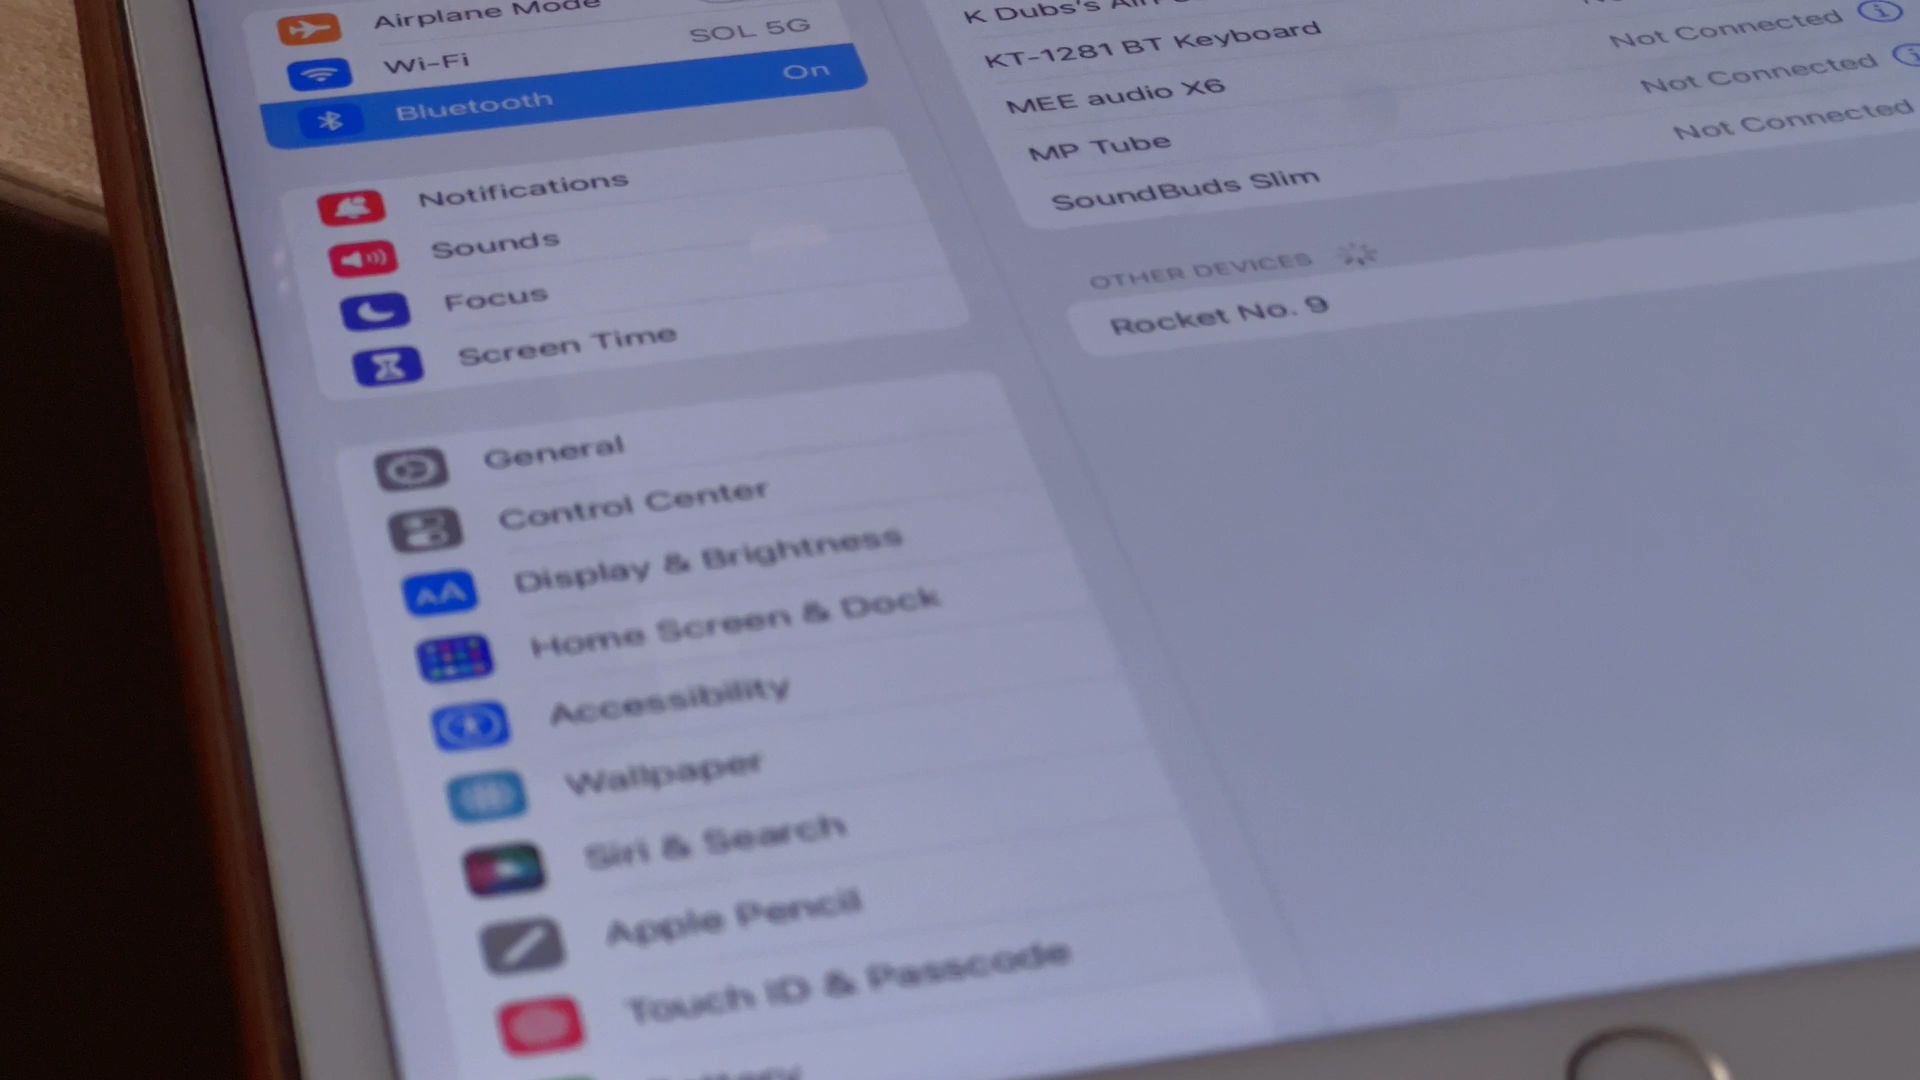 Airplane Mode
Wi-Fi SOL 5G
Bluetooth On
Notifications
Sounds
Focus
Screen Time
General
Control Center
Display & Brightness
Home Screen & Dock
Accessibility
Wallpaper
Siri & Search
Apple Pencil
Touch ID & Passcode
K Dubs's
KT-1281 BT Keyboard
MEE audio X6 Not Connected
MP Tube Not Connected
SoundBuds Slim Not Connected
OTHER DEVICES
Rocket No. 9